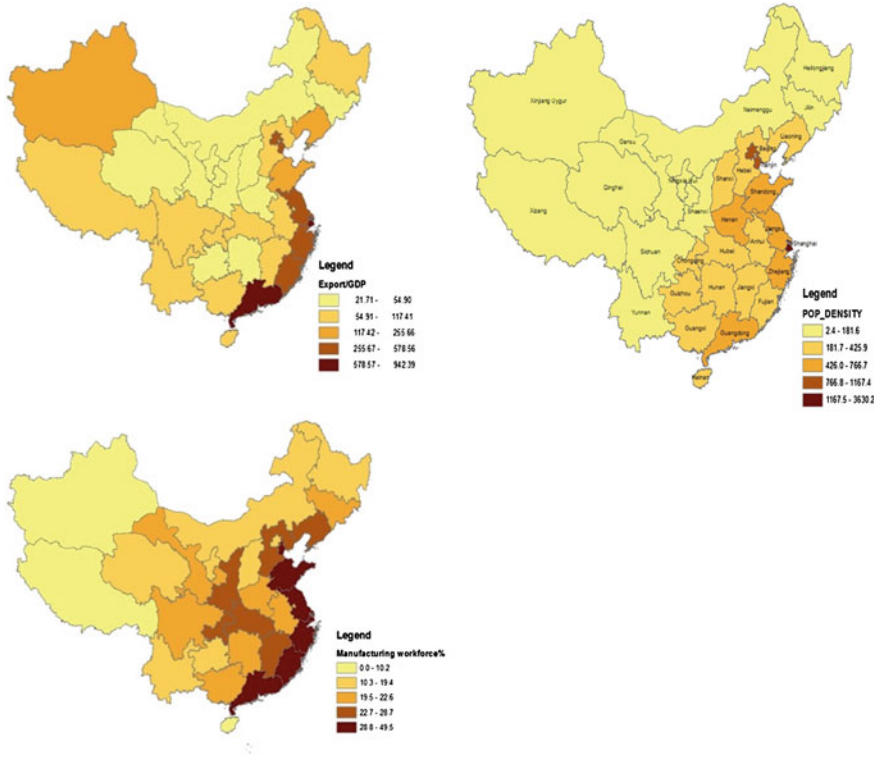 Legend
Export/GDP
21.71 - 54.90
54.91 - 117.41
117.42 - 255.66
255.67 - 578.56
578.57 - 942.39
Xinjiang Uygur
Heilongjiang
Jilin
Neimenggu
Liaoning
Gansu
Beijing
Tianjin
Hebei
Shanxi
Qinghai
Shandong
Shaanxi
Henan
Jiangsu
Xizang
Anhui
Shanghai
Sichuan
Hubei
Chongqing
Zhejiang
Guizhou
Hunan
Jiangxi
Fujian
Yunnan
Guangxi
Guangdong
Hainan
Legend
POP_DENSITY
2.4 - 181.6
181.7 - 425.9
426.0 - 766.7
766.8 - 1167.4
1167.5 - 3630.2
Legend
Manufacturing workforce%
0.0 - 10.2
10.3 - 19.4
19.5 - 22.6
22.7 - 28.7
28.8 - 49.5